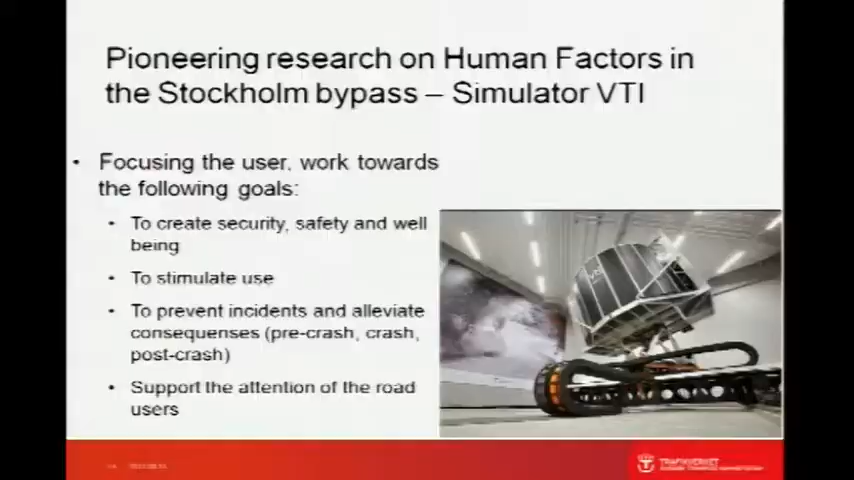 Pioneering research on Human Factors in
the Stockholm bypass – Simulator VTI
• Focusing the user, work towards
the following goals:
• To create security, safety and well
being
• To stimulate use
• To prevent incidents and alleviate
consequenses (pre-crash, crash,
post-crash)
• Support the attention of the road
users
TRAFIKVERKET